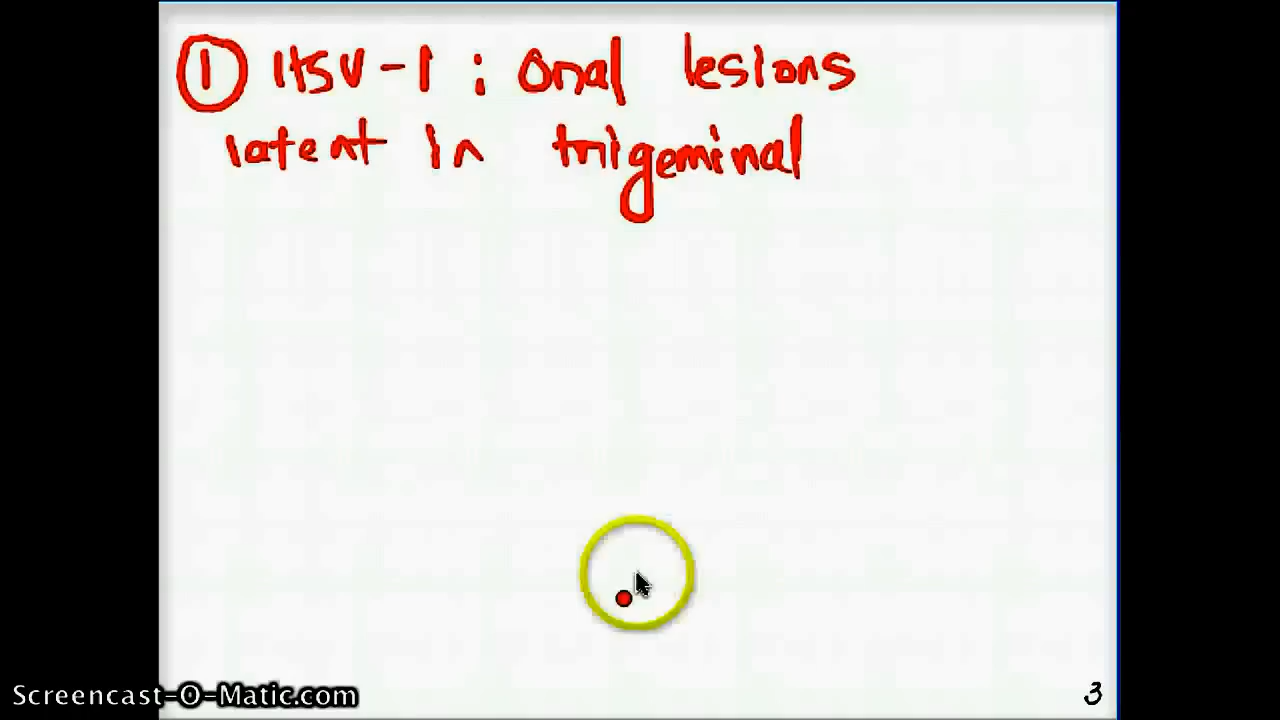 ① HSV-1 : oral lesions
latent in trigeminal
Screencast-O-Matic.com
3